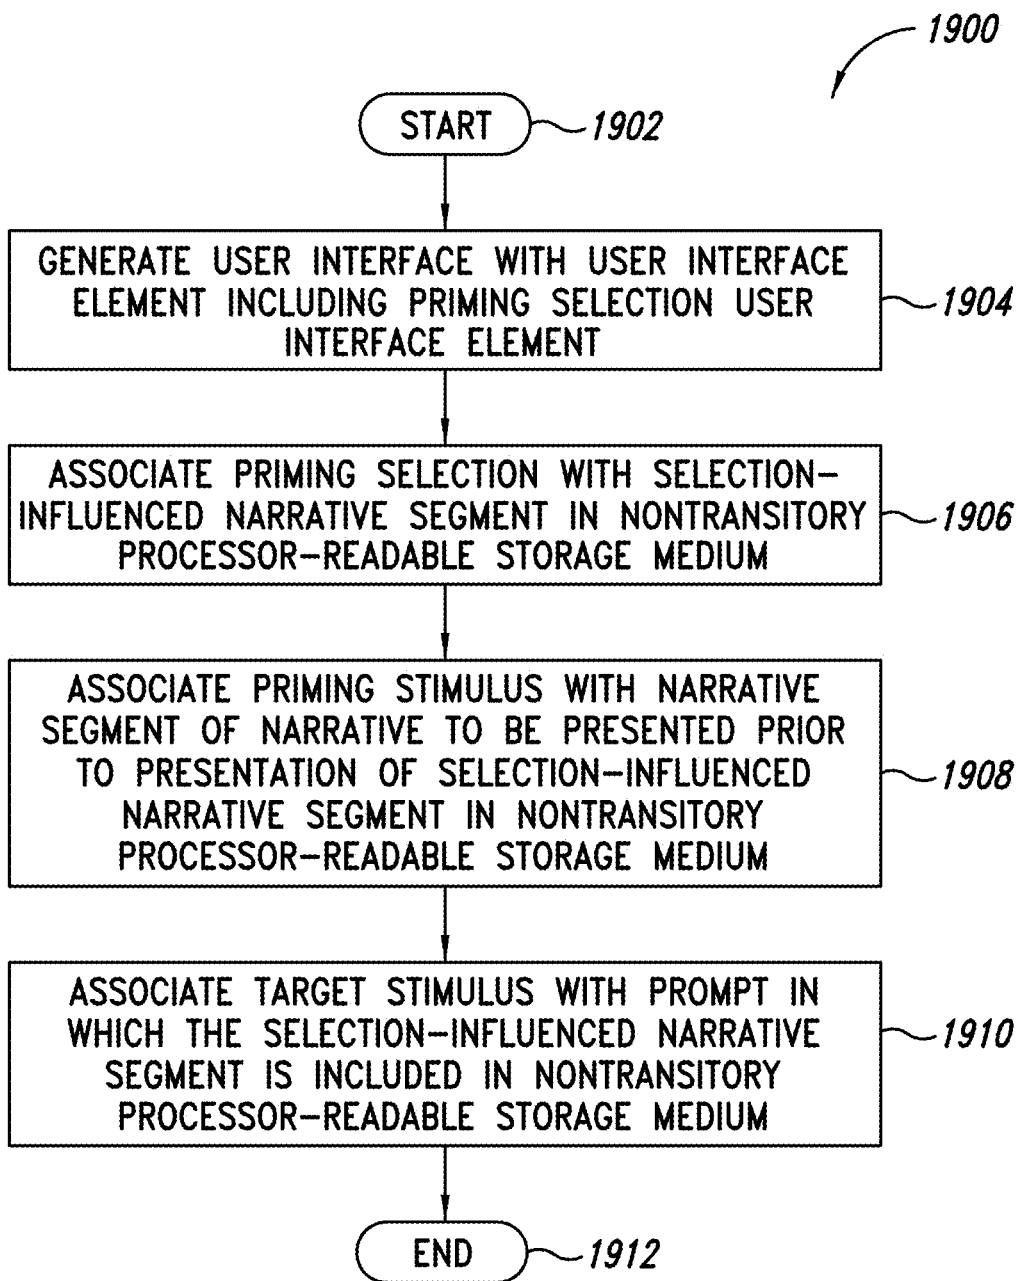 1900
START
1902
GENERATE USER INTERFACE WITH USER INTERFACE
ELEMENT INCLUDING PRIMING SELECTION USER
INTERFACE ELEMENT
1904
ASSOCIATE PRIMING SELECTION WITH SELECTION-
INFLUENCED NARRATIVE SEGMENT IN NONTRANSITORY
PROCESSOR-READABLE STORAGE MEDIUM
1906
ASSOCIATE PRIMING STIMULUS WITH NARRATIVE
SEGMENT OF NARRATIVE TO BE PRESENTED PRIOR
TO PRESENTATION OF SELECTION-INFLUENCED
NARRATIVE SEGMENT IN NONTRANSITORY
PROCESSOR-READABLE STORAGE MEDIUM
1908
ASSOCIATE TARGET STIMULUS WITH PROMPT IN
WHICH THE SELECTION-INFLUENCED NARRATIVE
SEGMENT IS INCLUDED IN NONTRANSITORY
PROCESSOR-READABLE STORAGE MEDIUM
1910
END
1912